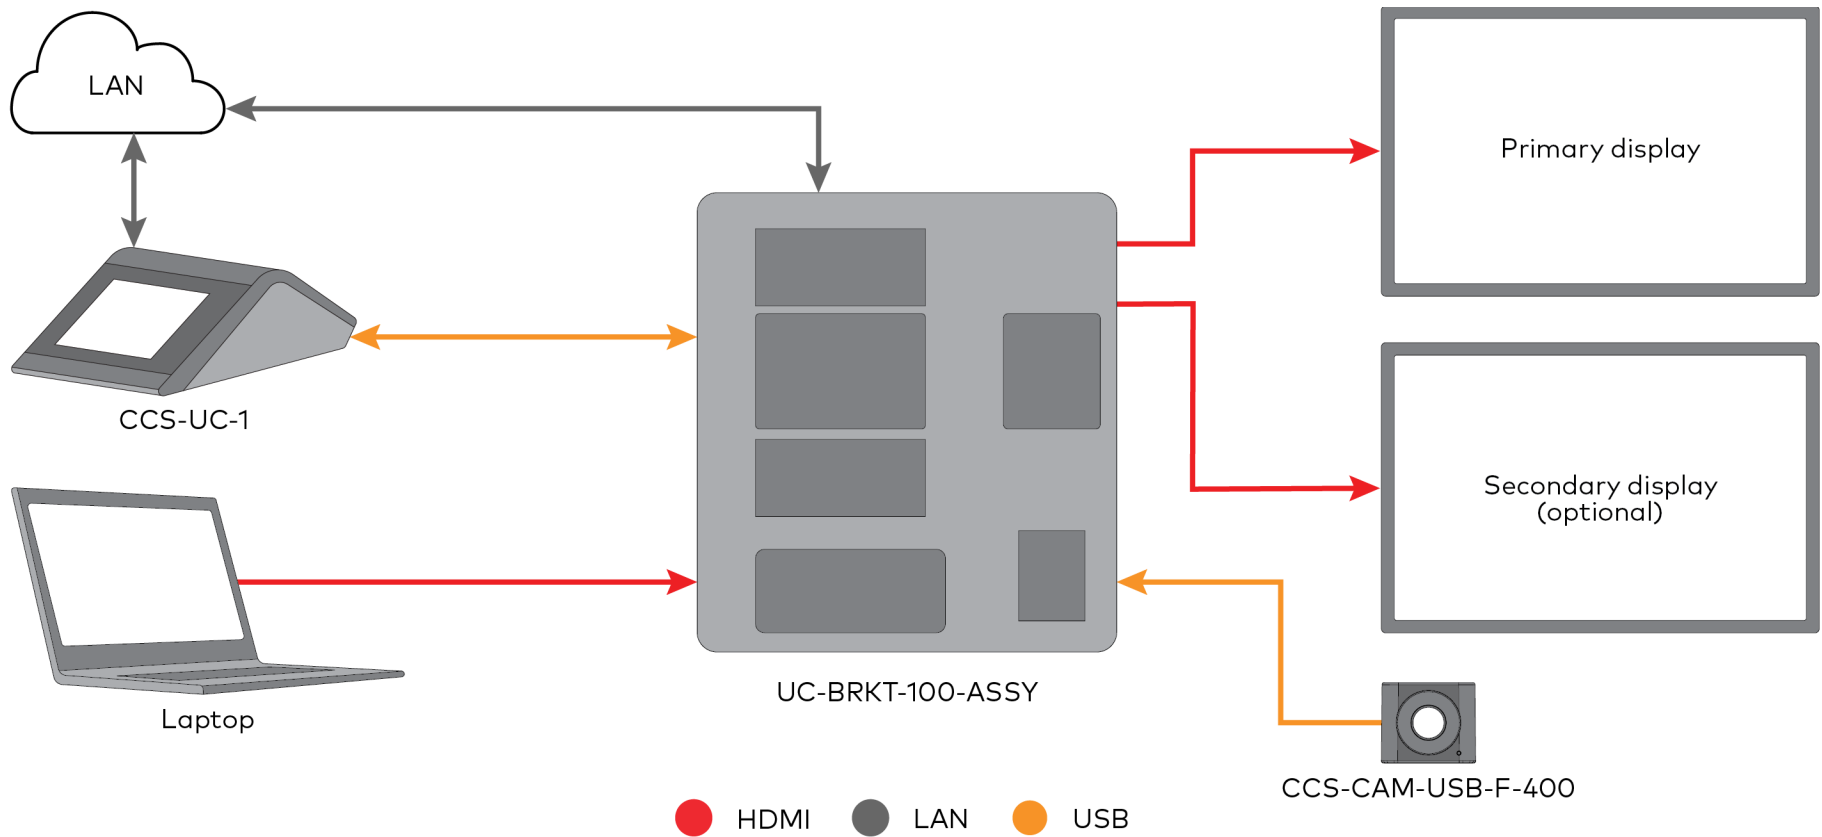 LAN
Primary display
CCS-UC-1
Secondary display
(optional)
UC-BRKT-100-ASSY
Laptop
CCS-CAM-USB-F-400
HDMI LAN USB